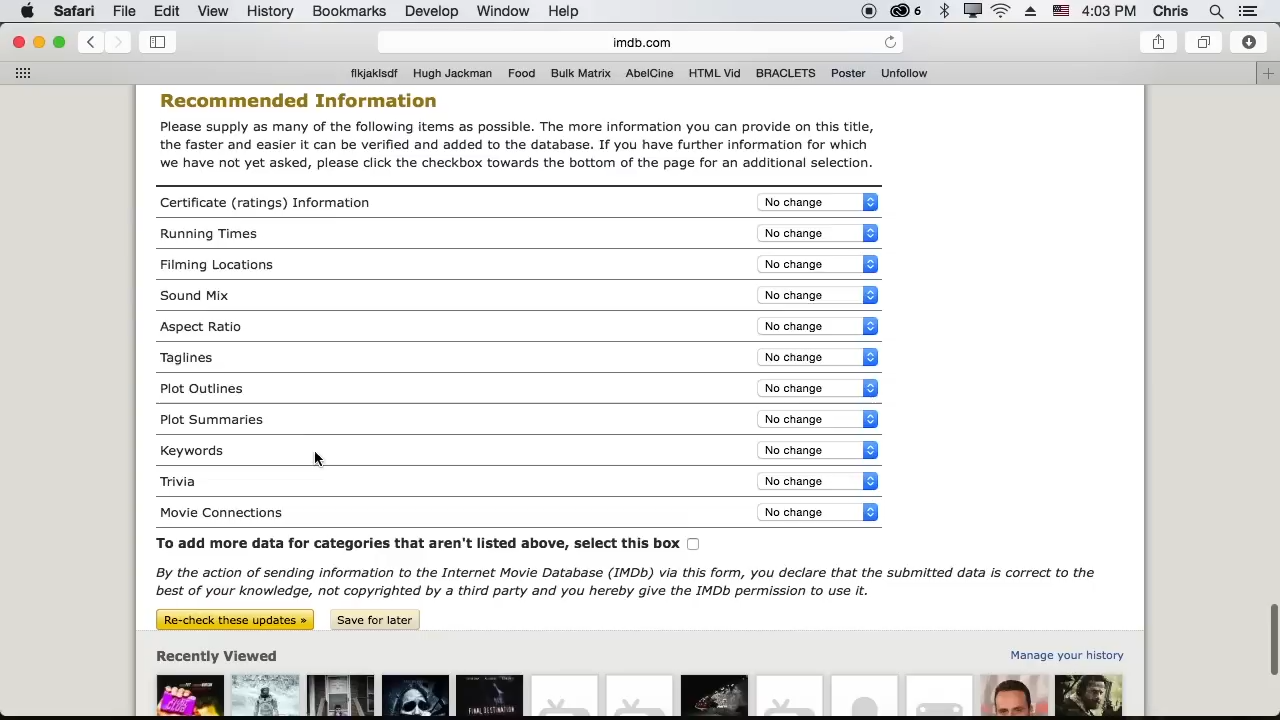 Safari File Edit View History Bookmarks Develop Window Help 6 4:03 PM Chris
imdb.com
flkjaklsdf Hugh Jackman Food Bulk Matrix AbelCine HTML Vid BRACLETS Poster Unfollow
Recommended Information
Please supply as many of the following items as possible. The more information you can provide on this title,
the faster and easier it can be verified and added to the database. If you have further information for which
we have not yet asked, please click the checkbox towards the bottom of the page for an additional selection.
Certificate (ratings) Information No change
Running Times No change
Filming Locations No change
Sound Mix No change
Aspect Ratio No change
Taglines No change
Plot Outlines No change
Plot Summaries No change
Keywords No change
Trivia No change
Movie Connections No change
To add more data for categories that aren't listed above, select this box
By the action of sending information to the Internet Movie Database (IMDb) via this form, you declare that the submitted data is correct to the
best of your knowledge, not copyrighted by a third party and you hereby give the IMDb permission to use it.
Re-check these updates » Save for later
Recently Viewed Manage your history
FINAL DESTINATION